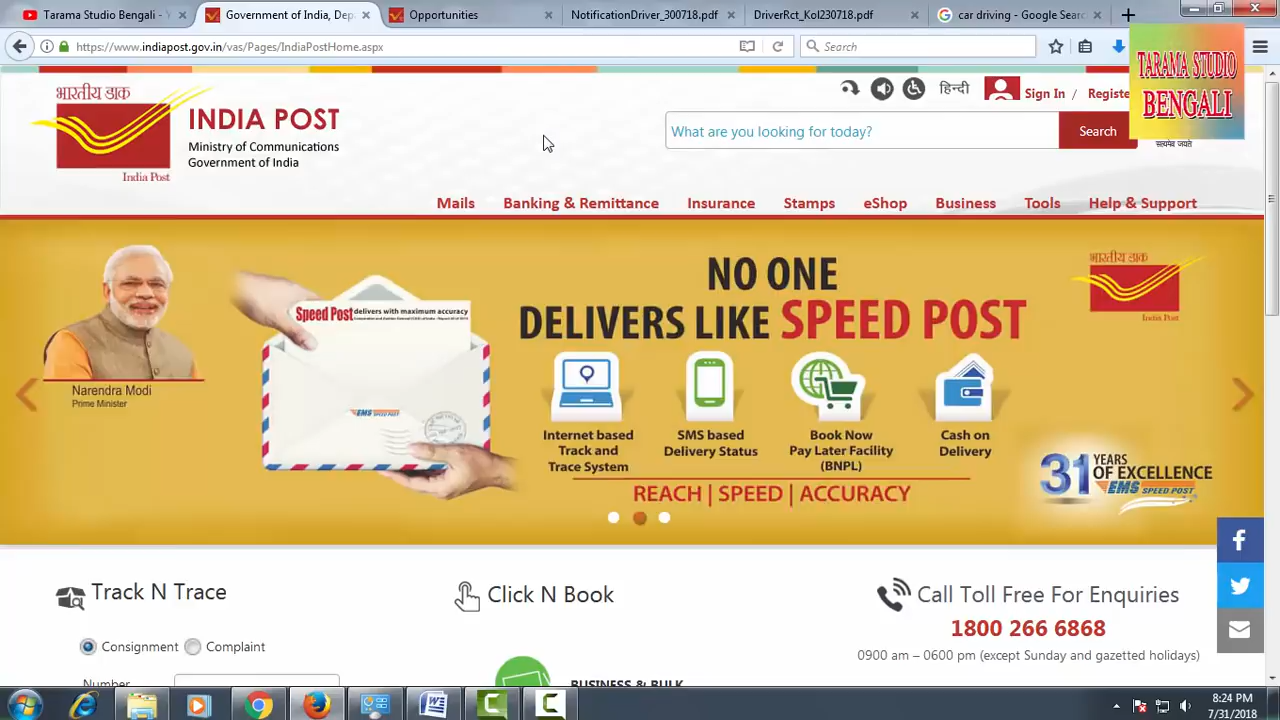 Tarama Studio Bengali - Y
Government of India, Dep
Opportunities
NotificationDriver_300718.pdf
DriverRct_Kol230718.pdf
car driving - Google Searc
https://www.indiapost.gov.in/vas/Pages/IndiaPostHome.aspx
Search
TARAMA STUDIO
BENGALI
भारतीय डाक
India Post
INDIA POST
Ministry of Communications
Government of India
हिन्दी
Sign In / Registe
What are you looking for today?
Search
सत्यमेव जयते
Mails
Banking & Remittance
Insurance
Stamps
eShop
Business
Tools
Help & Support
Narendra Modi
Prime Minister
Speed Post delivers with maximum accuracy
EMS SPEED POST
NO ONE
DELIVERS LIKE SPEED POST
Internet based
Track and
Trace System
SMS based
Delivery Status
Book Now
Pay Later Facility
(BNPL)
Cash on
Delivery
REACH | SPEED | ACCURACY
भारतीय डाक
India Post
31 YEARS
OF EXCELLENCE
EMS SPEED POST
Track N Trace
Consignment
Complaint
Number
Click N Book
BUSINESS & BULK
Call Toll Free For Enquiries
1800 266 6868
0900 am – 0600 pm (except Sunday and gazetted holidays)
8:24 PM
7/31/2018